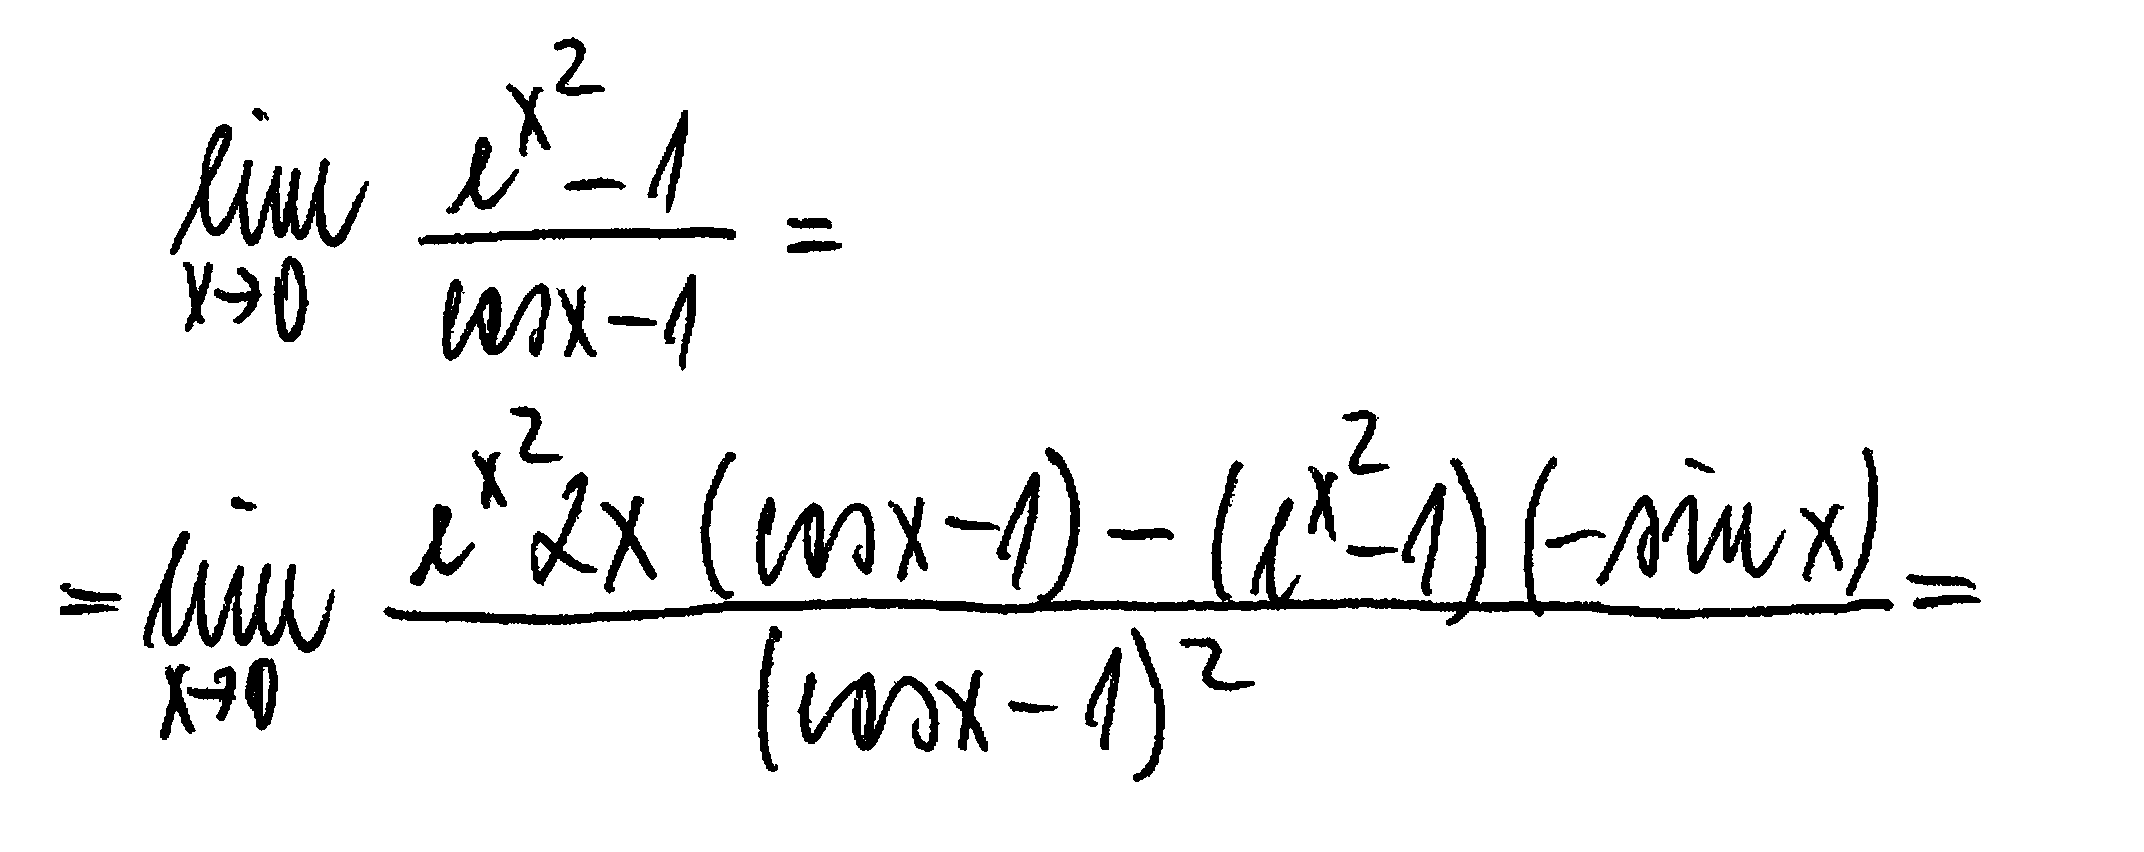 lim x→0 (e^(x^2) - 1)/(cos x - 1) =
= lim x→0 (e^(x^2) 2x (cos x - 1) - (e^(x^2) - 1)(-sin x))/((cos x - 1)^2) =